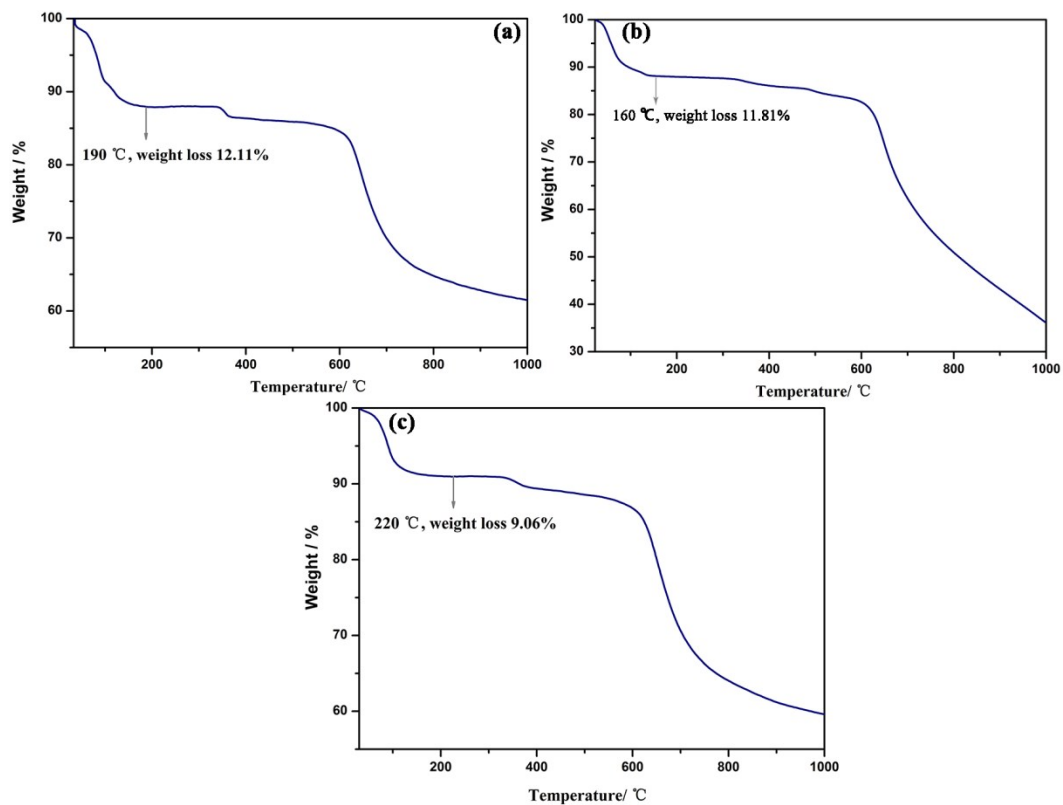 (a)
100
90
80
70
60
Weight / %
190 ℃, weight loss 12.11%
200
400
600
800
1000
Temperature/ ℃
(b)
100
90
80
70
60
50
40
30
Weight / %
160 ℃, weight loss 11.81%
200
400
600
800
1000
Temperature/ ℃
(c)
100
90
80
70
60
Weight / %
220 ℃, weight loss 9.06%
200
400
600
800
1000
Temperature/ ℃